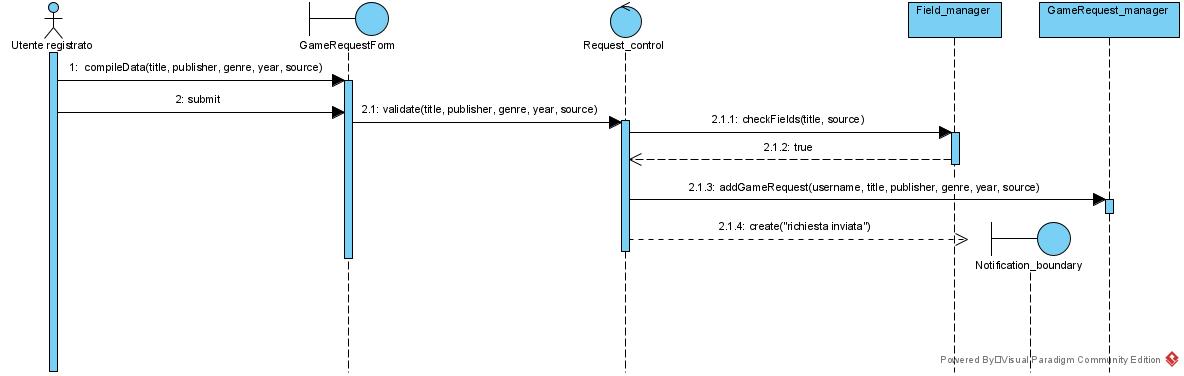 Field_manager
GameRequest_manager
Utente registrato
GameRequestForm
Request_control
1: compileData(title, publisher, genre, year, source)
2: submit
2.1: validate(title, publisher, genre, year, source)
2.1.1: checkFields(title, source)
2.1.2: true
2.1.3: addGameRequest(username, title, publisher, genre, year, source)
2.1.4: create("richiesta inviata")
Notification_boundary
Powered By Visual Paradigm Community Edition